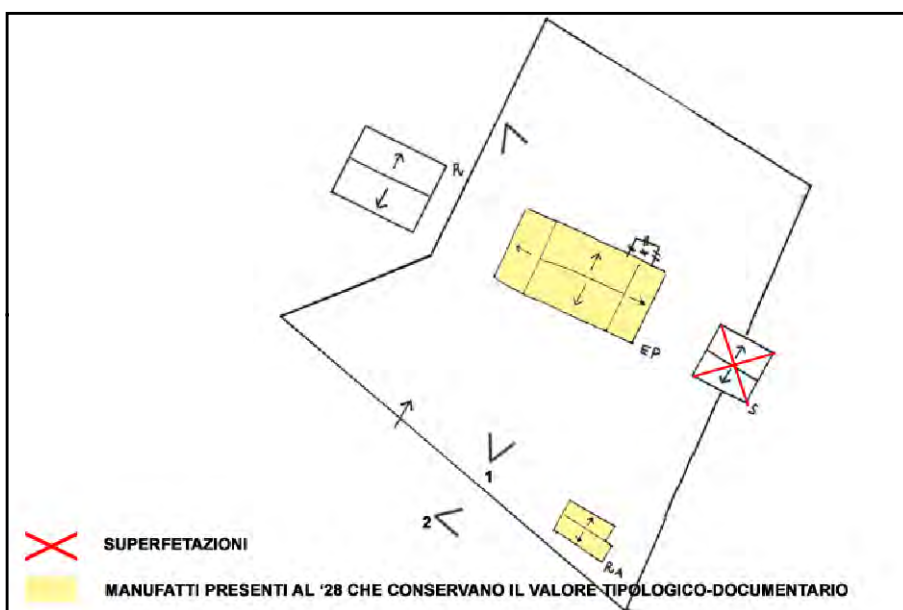 R
EP
S
1
2
RA
SUPERFETAZIONI
MANUFATTI PRESENTI AL '28 CHE CONSERVANO IL VALORE TIPOLOGICO-DOCUMENTARIO